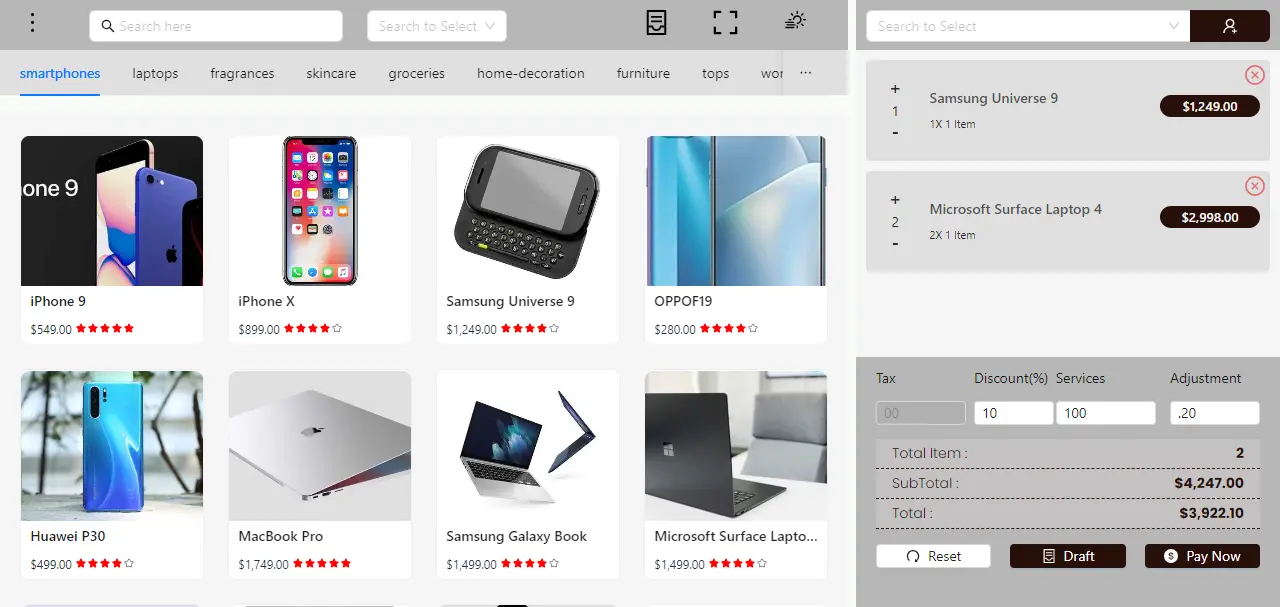 Search here
Search to Select
smartphones laptops fragrances skincare groceries home-decoration furniture tops wor ···
one 9
iPhone 9
$549.00
iPhone X
$899.00
Samsung Universe 9
$1,249.00
OPPOF19
$280.00
Huawei P30
$499.00
MacBook Pro
$1,749.00
Samsung Galaxy Book
$1,499.00
Microsoft Surface Lapto...
$1,499.00
Search to Select
+
1
-
Samsung Universe 9
1X 1 Item
$1,249.00
+
2
-
Microsoft Surface Laptop 4
2X 1 Item
$2,998.00
Tax Discount(%) Services Adjustment
00 10 100 .20
Total Item : 2
SubTotal : $4,247.00
Total : $3,922.10
Reset Draft Pay Now